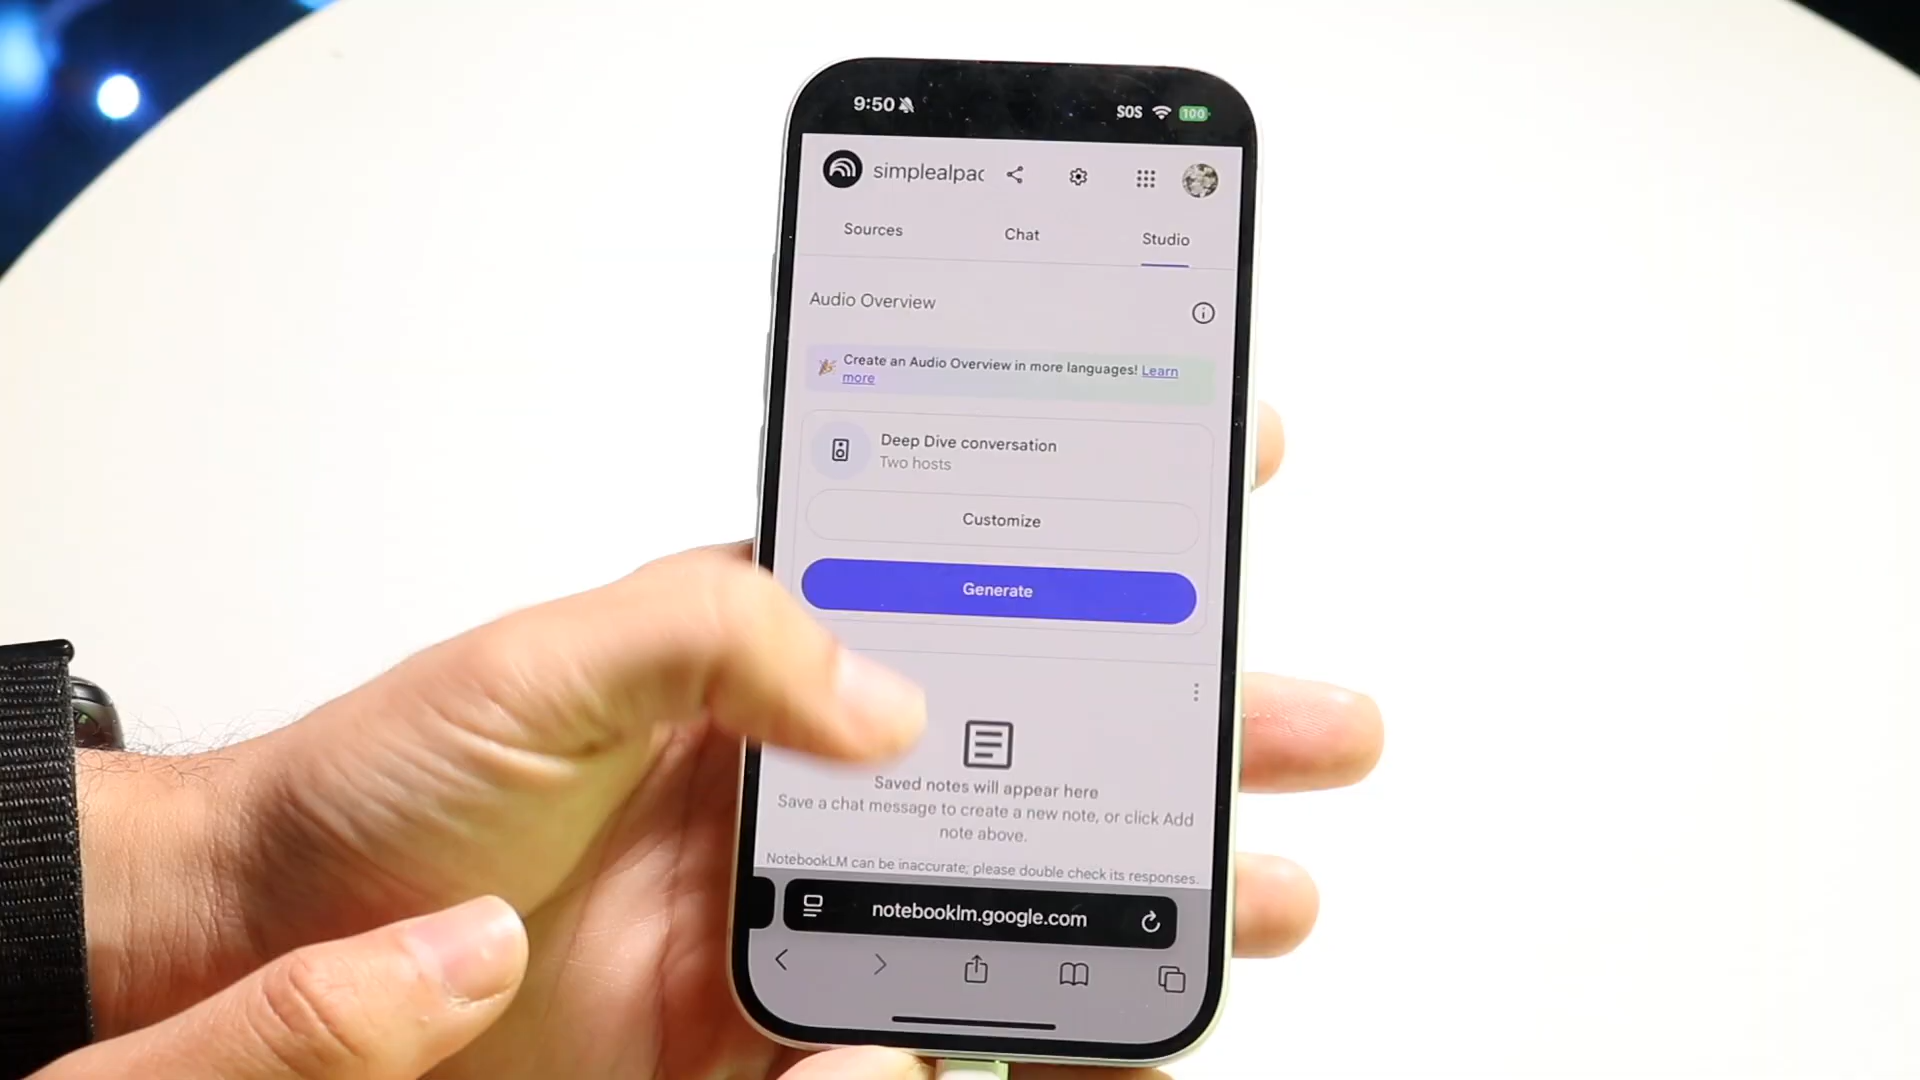 9:50
SOS
100
simplealpac
Sources
Chat
Studio
Audio Overview
Create an Audio Overview in more languages! Learn
more
Deep Dive conversation
Two hosts
Customize
Generate
Saved notes will appear here
Save a chat message to create a new note, or click Add
note above.
NotebookLM can be inaccurate; please double check its responses.
notebooklm.google.com